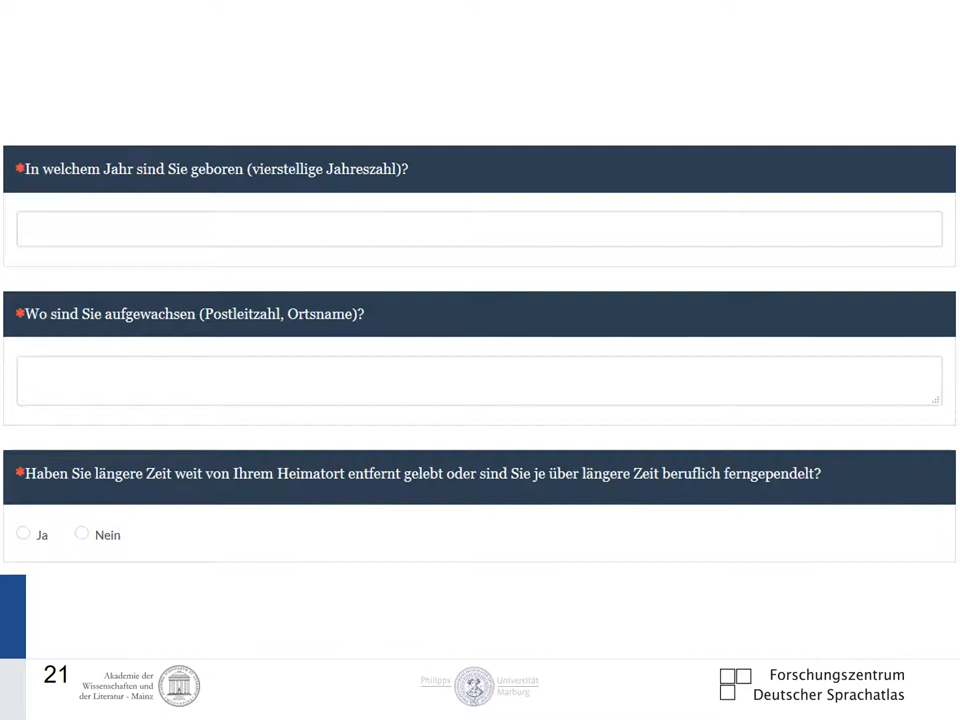 *In welchem Jahr sind Sie geboren (vierstellige Jahreszahl)?
*Wo sind Sie aufgewachsen (Postleitzahl, Ortsname)?
*Haben Sie längere Zeit weit von Ihrem Heimatort entfernt gelebt oder sind Sie je über längere Zeit beruflich ferngependelt?
Ja Nein
21
Akademie der
Wissenschaften und
der Literatur - Mainz
Philipps Universität
Marburg
Forschungszentrum
Deutscher Sprachatlas